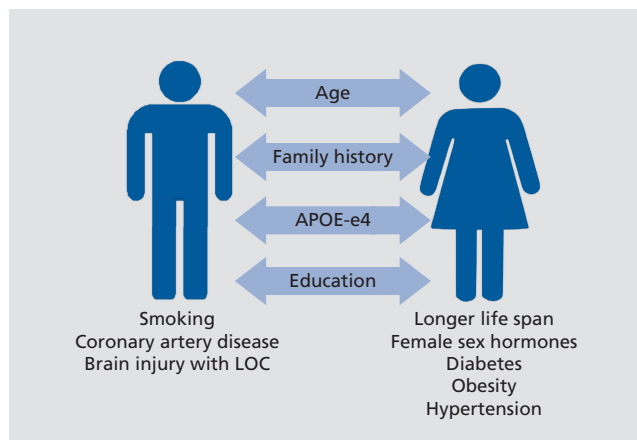 Age
Family history
APOE-e4
Education
Smoking
Coronary artery disease
Brain injury with LOC
Longer life span
Female sex hormones
Diabetes
Obesity
Hypertension